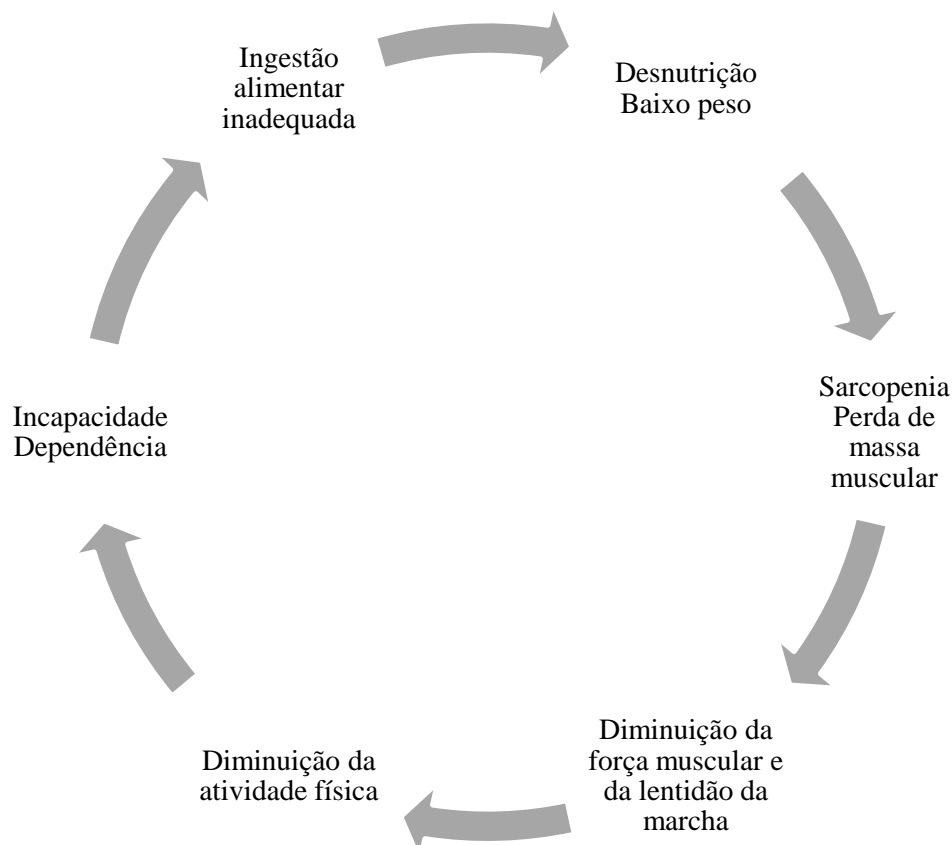 Ingestão
alimentar
inadequada
Desnutrição
Baixo peso
Sarcopenia
Perda de
massa
muscular
Diminuição da
força muscular e
da lentidão da
marcha
Diminuição da
atividade física
Incapacidade
Dependência